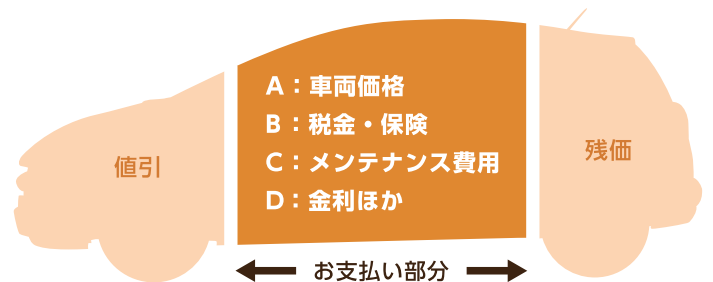 値引
A：車両価格
B：税金・保険
C：メンテナンス費用
D：金利ほか
残価
お支払い部分